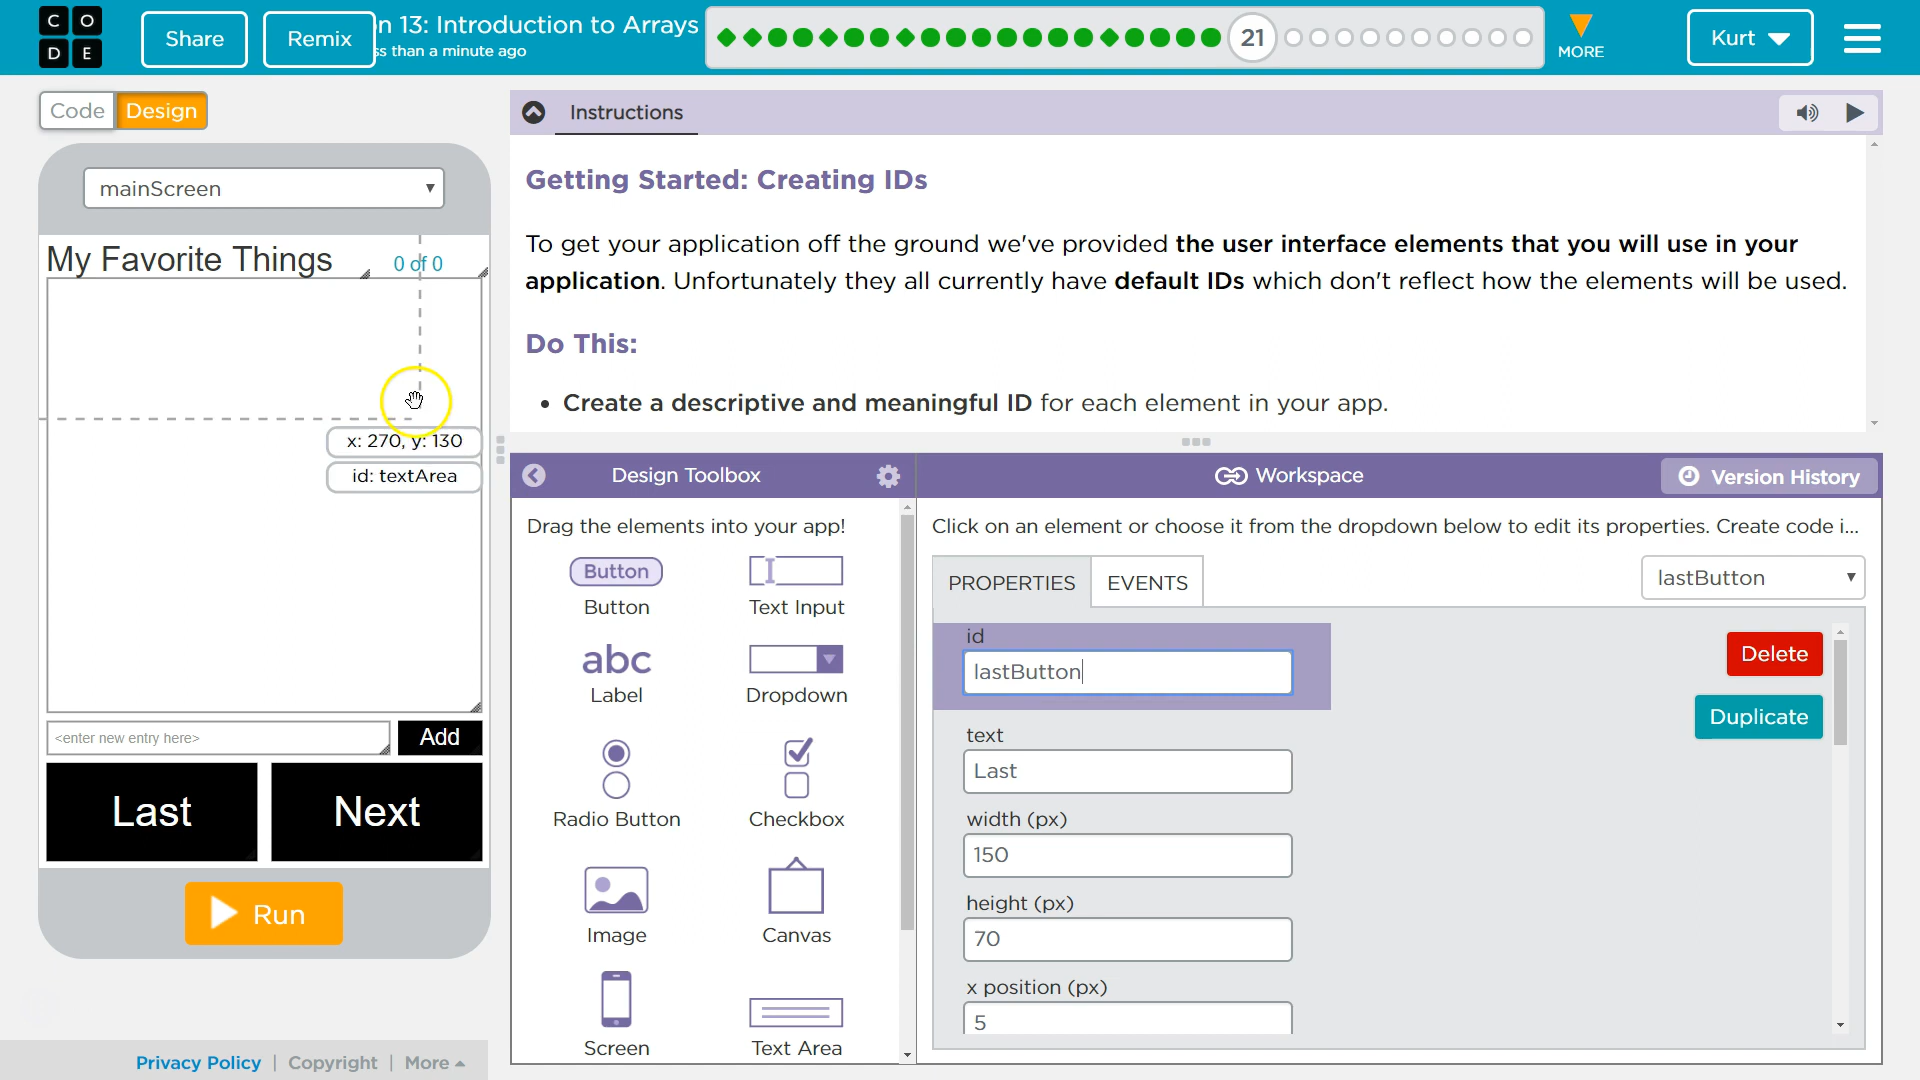 C O
D E
Share
Remix
n 13: Introduction to Arrays
ss than a minute ago
21
MORE
Kurt
Code
Design
Instructions
mainScreen
Getting Started: Creating IDs
To get your application off the ground we've provided the user interface elements that you will use in your
application. Unfortunately they all currently have default IDs which don't reflect how the elements will be used.
Do This:
Create a descriptive and meaningful ID for each element in your app.
My Favorite Things
0 of 0
x: 270, y: 130
id: textArea
<enter new entry here>
Add
Last
Next
Run
Design Toolbox
Workspace
Version History
Drag the elements into your app!
Button
Button
Text Input
abc
Label
Dropdown
Radio Button
Checkbox
Image
Canvas
Screen
Text Area
Click on an element or choose it from the dropdown below to edit its properties. Create code i...
PROPERTIES
EVENTS
lastButton
id
lastButton
Delete
Duplicate
text
Last
width (px)
150
height (px)
70
x position (px)
5
Privacy Policy | Copyright | More